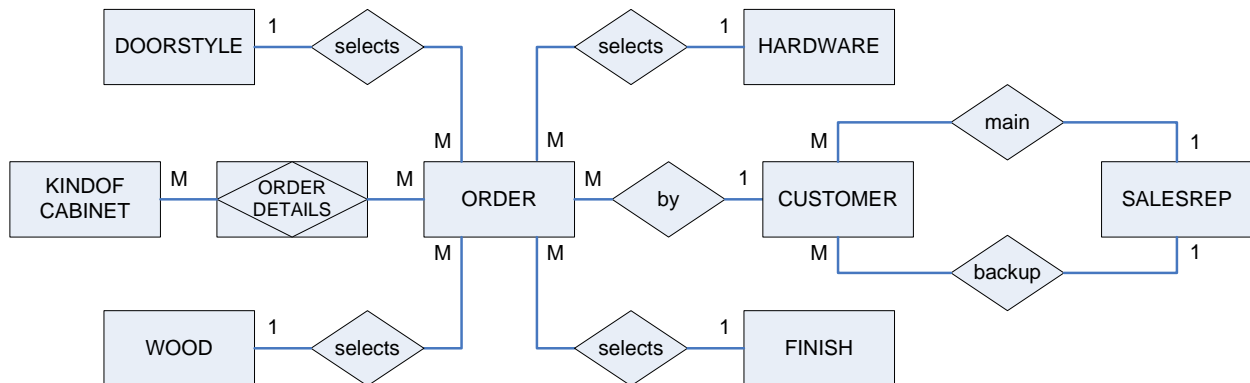 DOORSTYLE
1
selects
selects
1
HARDWARE
M
M
main
M
1
KINDOF
CABINET
M
ORDER
DETAILS
M
ORDER
M
by
1
CUSTOMER
SALESREP
M
M
M
1
backup
WOOD
1
selects
selects
1
FINISH